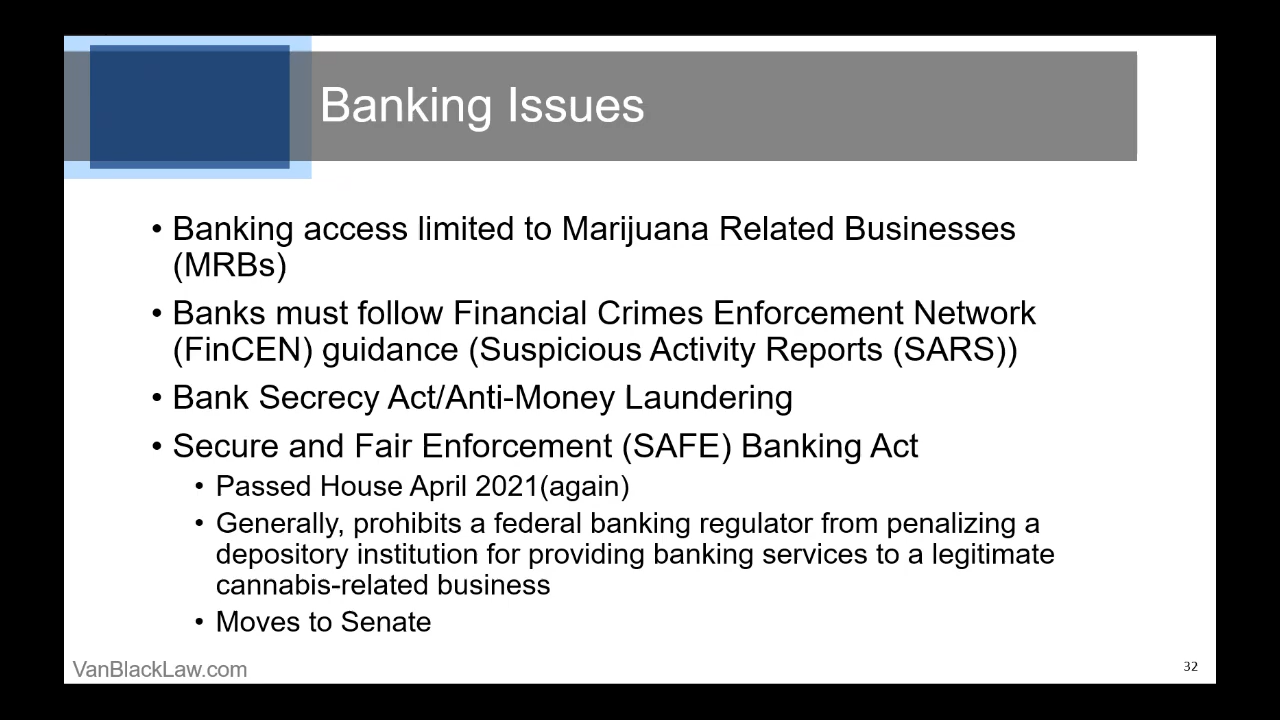 Banking Issues
• Banking access limited to Marijuana Related Businesses
(MRBs)
• Banks must follow Financial Crimes Enforcement Network
(FinCEN) guidance (Suspicious Activity Reports (SARS))
• Bank Secrecy Act/Anti-Money Laundering
• Secure and Fair Enforcement (SAFE) Banking Act
• Passed House April 2021(again)
• Generally, prohibits a federal banking regulator from penalizing a
depository institution for providing banking services to a legitimate
cannabis-related business
• Moves to Senate
VanBlackLaw.com
32